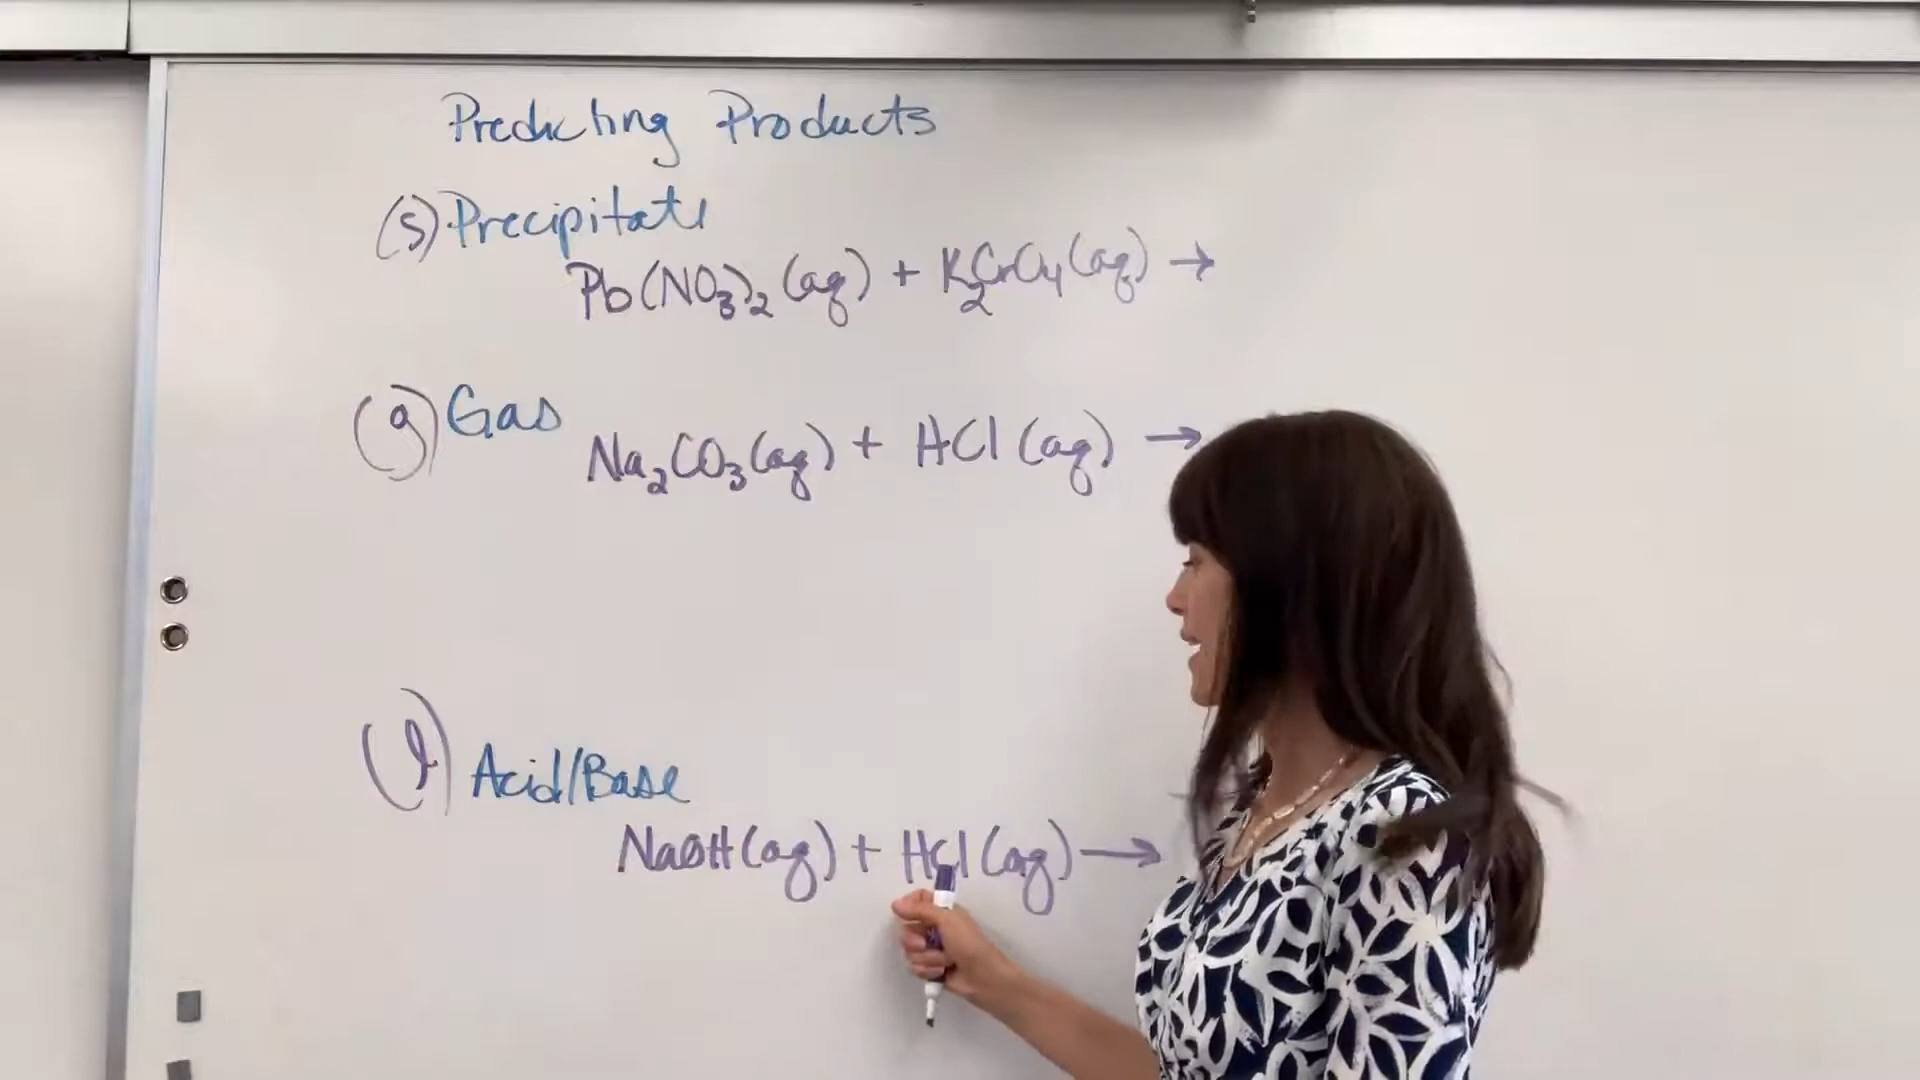 Predicting Products
(s) Precipitate
Pb(NO₃)₂ (aq) + K₂CrO₄ (aq) →
(g) Gas
Na₂CO₃ (aq) + HCl (aq) →
(l) Acid/Base
NaOH (aq) + HCl (aq) →